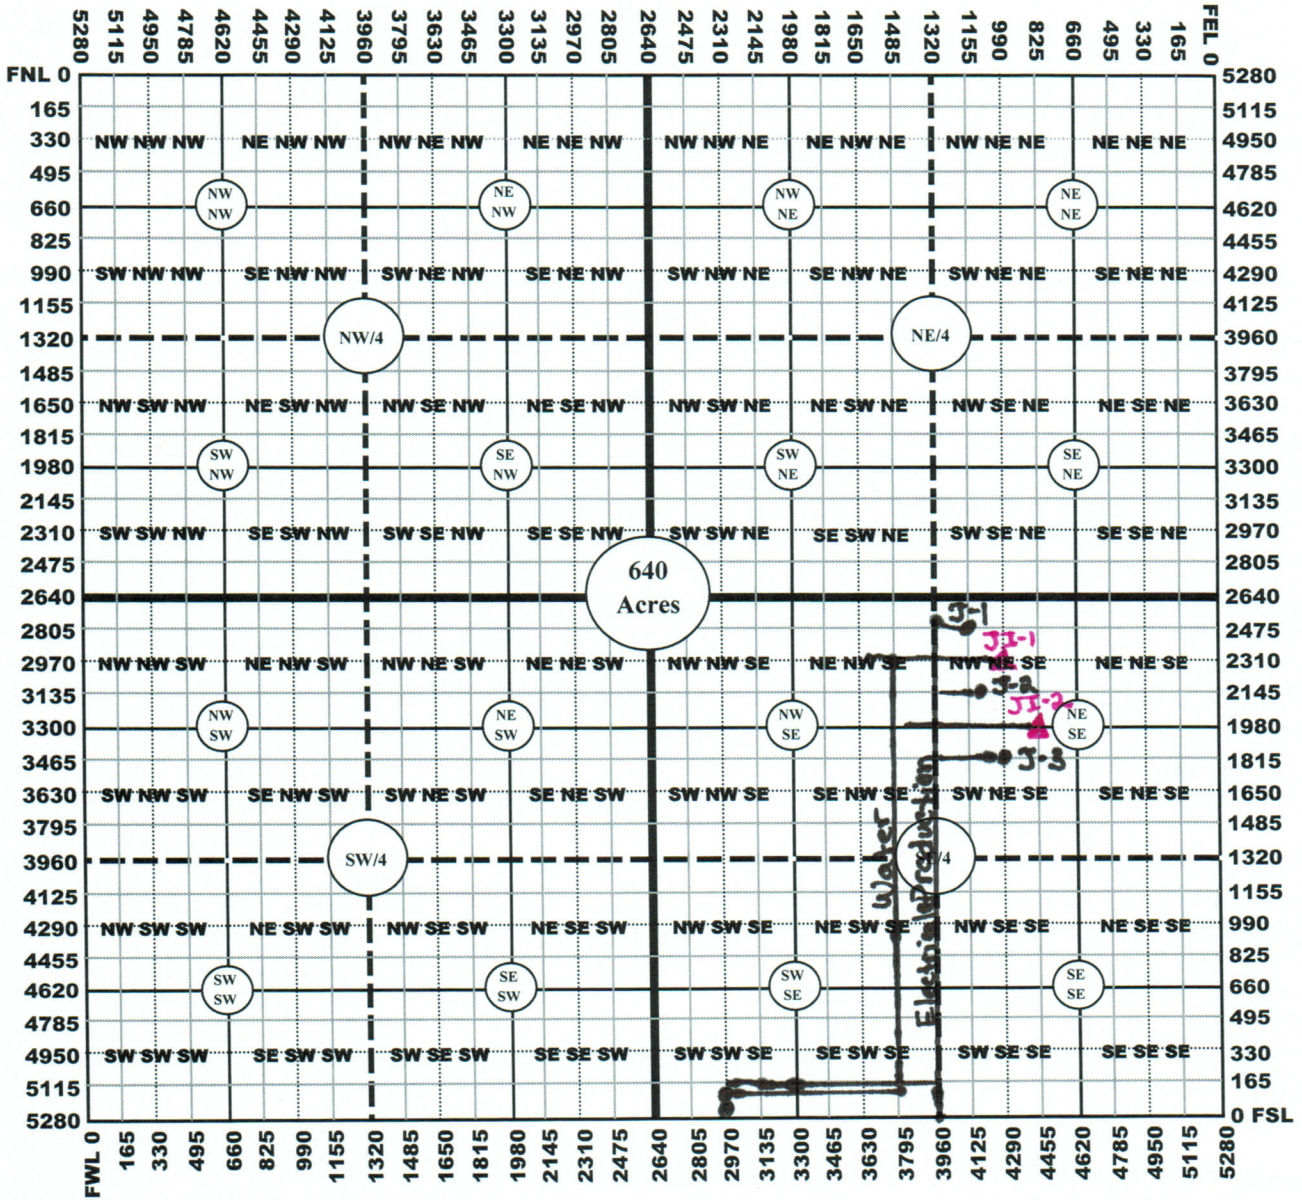 5280 5115 4950 4785 4620 4455 4290 4125 3960 3795 3630 3465 3300 3135 2970 2805 2640 2475 2310 2145 1980 1815 1650 1485 1320 1155 990 825 660 495 330 165 FEL 0
FNL 0 5280
165 5115
330 NW NW NW NE NW NW NW NE NW NE NE NW NW NW NE NE NW NE NW NE NE NE NE NE 4950
495 4785
NW NE NW NE
660 NW NW NE NE 4620
825 4455
990 SW NW NW SE NW NW SW NE NW SE NE NW SW NW NE SE NW NE SW NE NE SE NE NE 4290
1155 4125
1320 NW/4 NE/4 3960
1485 3795
1650 NW SW NW NE SW NW NW SE NW NE SE NW NW SW NE NE SW NE NW SE NE NE SE NE 3630
1815 3465
SW SE SW SE
1980 NW NW NE NE 3300
2145 3135
2310 SW SW NW SE SW NW SW SE NW SE SE NW SW SW NE SE SW NE SW SE NE SE SE NE 2970
2475 640 2805
2640 Acres 2640
J-1
2805 2475
JI-1
2970 NW NW SW NE NW SW NW NE SW NE NE SW NW NW SE NE NW SE NW NE SE NE NE SE 2310
3135 J-2 2145
JI-2
NW NE NW NE
3300 SW SW SE SE 1980
3465 J-3 1815
3630 SW NW SW SE NW SW SW NE SW SE NE SW SW NW SE SE NW SE SW NE SE SE NE SE 1650
3795 1485
Water
Electrical Production
3960 SW/4 /4 1320
4125 1155
4290 NW SW SW NE SW SW NW SE SW NE SE SW NW SW SE NE SW SE NW SE SE NE SE SE 990
4455 825
SW SE SW SE
4620 SW SW SE SE 660
4785 495
4950 SW SW SW SE SW SW SW SE SW SE SE SW SW SW SE SE SW SE SW SE SE SE SE SE 330
5115 165
5280 0 FSL
FWL 0 165 330 495 660 825 990 1155 1320 1485 1650 1815 1980 2145 2310 2475 2640 2805 2970 3135 3300 3465 3630 3795 3960 4125 4290 4455 4620 4785 4950 5115 5280